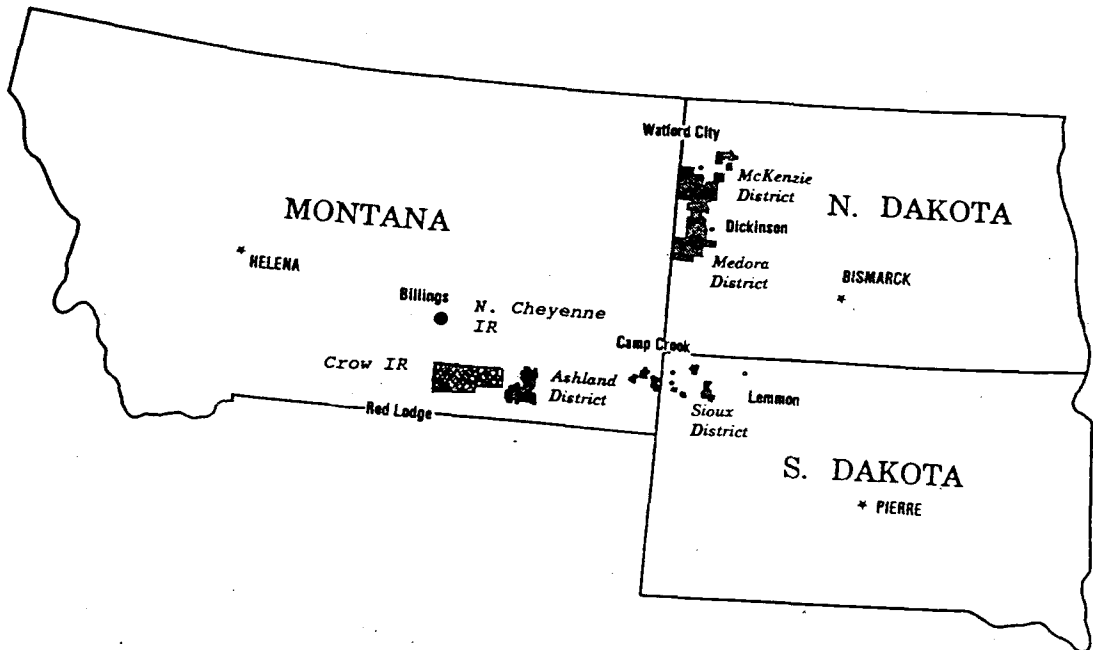 Watford City
McKenzie
District
N. DAKOTA
MONTANA
Dickinson
HELENA
Medora
District
BISMARCK
Billings
N. Cheyenne
IR
Camp Crook
Crow IR
Ashland
District
Lemmon
Red Lodge
Sioux
District
S. DAKOTA
PIERRE